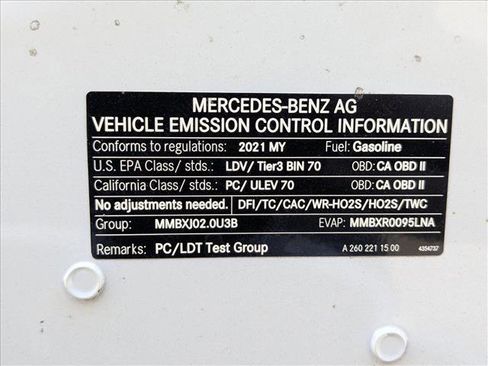 MERCEDES-BENZ AG
VEHICLE EMISSION CONTROL INFORMATION
Conforms to regulations: 2021 MY Fuel: Gasoline
U.S. EPA Class/ stds.: LDV/ Tier3 BIN 70 OBD: CA OBD II
California Class/ stds.: PC/ ULEV 70 OBD: CA OBD II
No adjustments needed. DFI/TC/CAC/WR-HO2S/HO2S/TWC
Group: MMBXJ02.0U3B EVAP: MMBXR0095LNA
Remarks: PC/LDT Test Group A 260 221 15 00 4354737